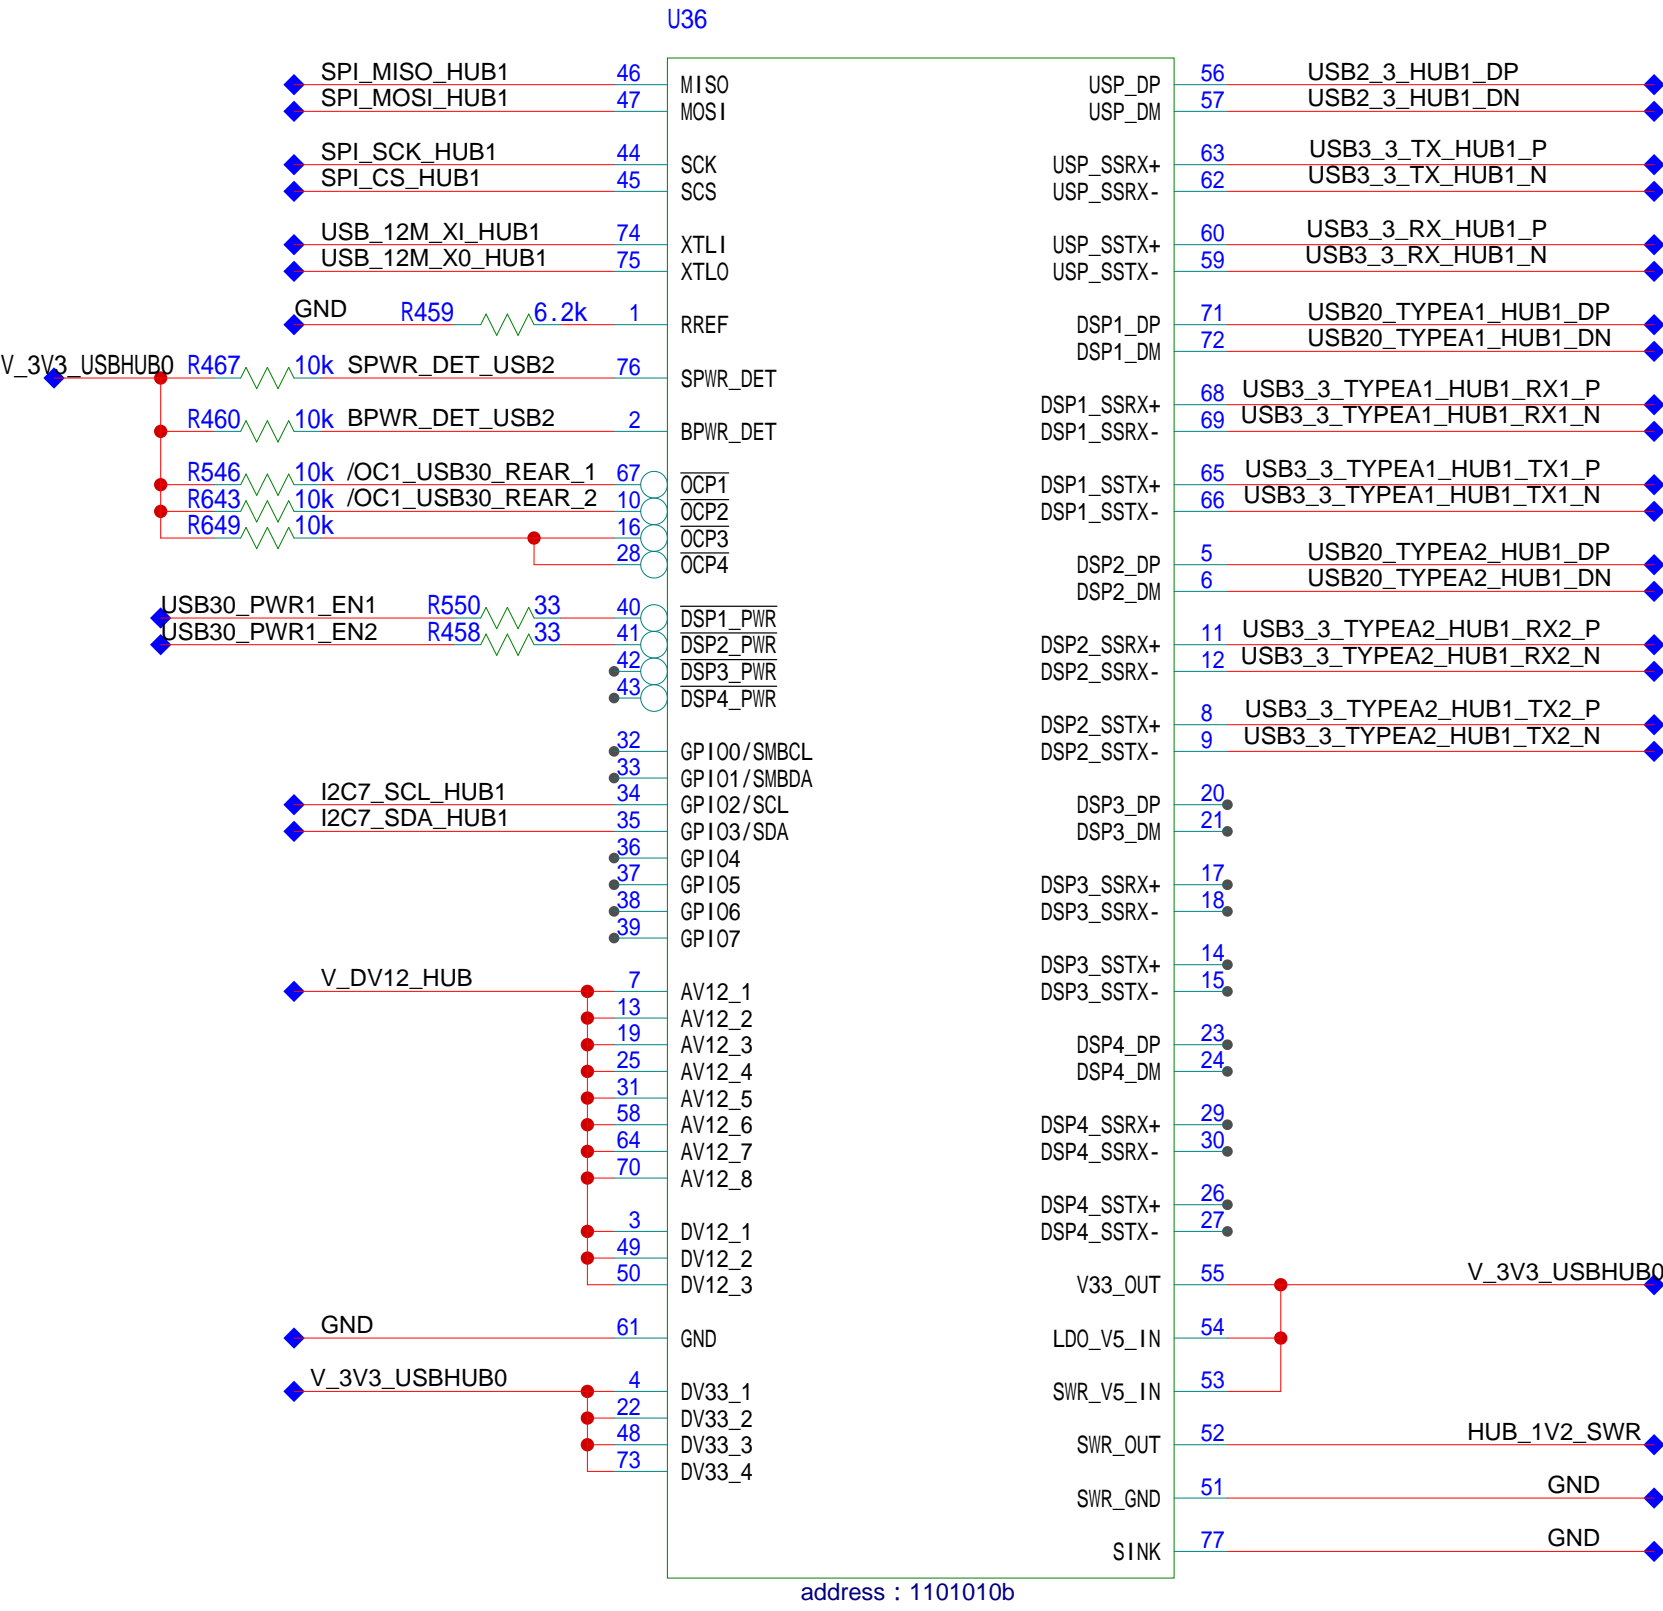 U36
SPI_MISO_HUB1 46 MISO USP_DP 56 USB2_3_HUB1_DP
SPI_MOSI_HUB1 47 MOSI USP_DM 57 USB2_3_HUB1_DN
SPI_SCK_HUB1 44 SCK USP_SSRX+ 63 USB3_3_TX_HUB1_P
SPI_CS_HUB1 45 SCS USP_SSRX- 62 USB3_3_TX_HUB1_N
USB_12M_XI_HUB1 74 XTLI USP_SSTX+ 60 USB3_3_RX_HUB1_P
USB_12M_X0_HUB1 75 XTLO USP_SSTX- 59 USB3_3_RX_HUB1_N
GND R459 6.2k 1 RREF DSP1_DP 71 USB20_TYPEA1_HUB1_DP
DSP1_DM 72 USB20_TYPEA1_HUB1_DN
V_3V3_USBHUB0 R467 10k SPWR_DET_USB2 76 SPWR_DET
DSP1_SSRX+ 68 USB3_3_TYPEA1_HUB1_RX1_P
R460 10k BPWR_DET_USB2 2 BPWR_DET DSP1_SSRX- 69 USB3_3_TYPEA1_HUB1_RX1_N
R546 10k /OC1_USB30_REAR_1 67 OCP1 DSP1_SSTX+ 65 USB3_3_TYPEA1_HUB1_TX1_P
R643 10k /OC1_USB30_REAR_2 10 OCP2 DSP1_SSTX- 66 USB3_3_TYPEA1_HUB1_TX1_N
R649 10k 16 OCP3
28 OCP4 DSP2_DP 5 USB20_TYPEA2_HUB1_DP
DSP2_DM 6 USB20_TYPEA2_HUB1_DN
USB30_PWR1_EN1 R550 33 40 DSP1_PWR
USB30_PWR1_EN2 R458 33 41 DSP2_PWR DSP2_SSRX+ 11 USB3_3_TYPEA2_HUB1_RX2_P
42 DSP3_PWR DSP2_SSRX- 12 USB3_3_TYPEA2_HUB1_RX2_N
43 DSP4_PWR
DSP2_SSTX+ 8 USB3_3_TYPEA2_HUB1_TX2_P
32 GPIO0/SMBCL DSP2_SSTX- 9 USB3_3_TYPEA2_HUB1_TX2_N
33 GPIO1/SMBDA
I2C7_SCL_HUB1 34 GPIO2/SCL DSP3_DP 20
I2C7_SDA_HUB1 35 GPIO3/SDA DSP3_DM 21
36 GPIO4
37 GPIO5 DSP3_SSRX+ 17
38 GPIO6 DSP3_SSRX- 18
39 GPIO7
DSP3_SSTX+ 14
V_DV12_HUB 7 AV12_1 DSP3_SSTX- 15
13 AV12_2
19 AV12_3 DSP4_DP 23
25 AV12_4 DSP4_DM 24
31 AV12_5
58 AV12_6 DSP4_SSRX+ 29
64 AV12_7 DSP4_SSRX- 30
70 AV12_8
DSP4_SSTX+ 26
3 DV12_1 DSP4_SSTX- 27
49 DV12_2
50 DV12_3 V33_OUT 55 V_3V3_USBHUB0
GND 61 GND LDO_V5_IN 54
V_3V3_USBHUB0 4 DV33_1 SWR_V5_IN 53
22 DV33_2
48 DV33_3 SWR_OUT 52 HUB_1V2_SWR
73 DV33_4
SWR_GND 51 GND
SINK 77 GND
address : 1101010b